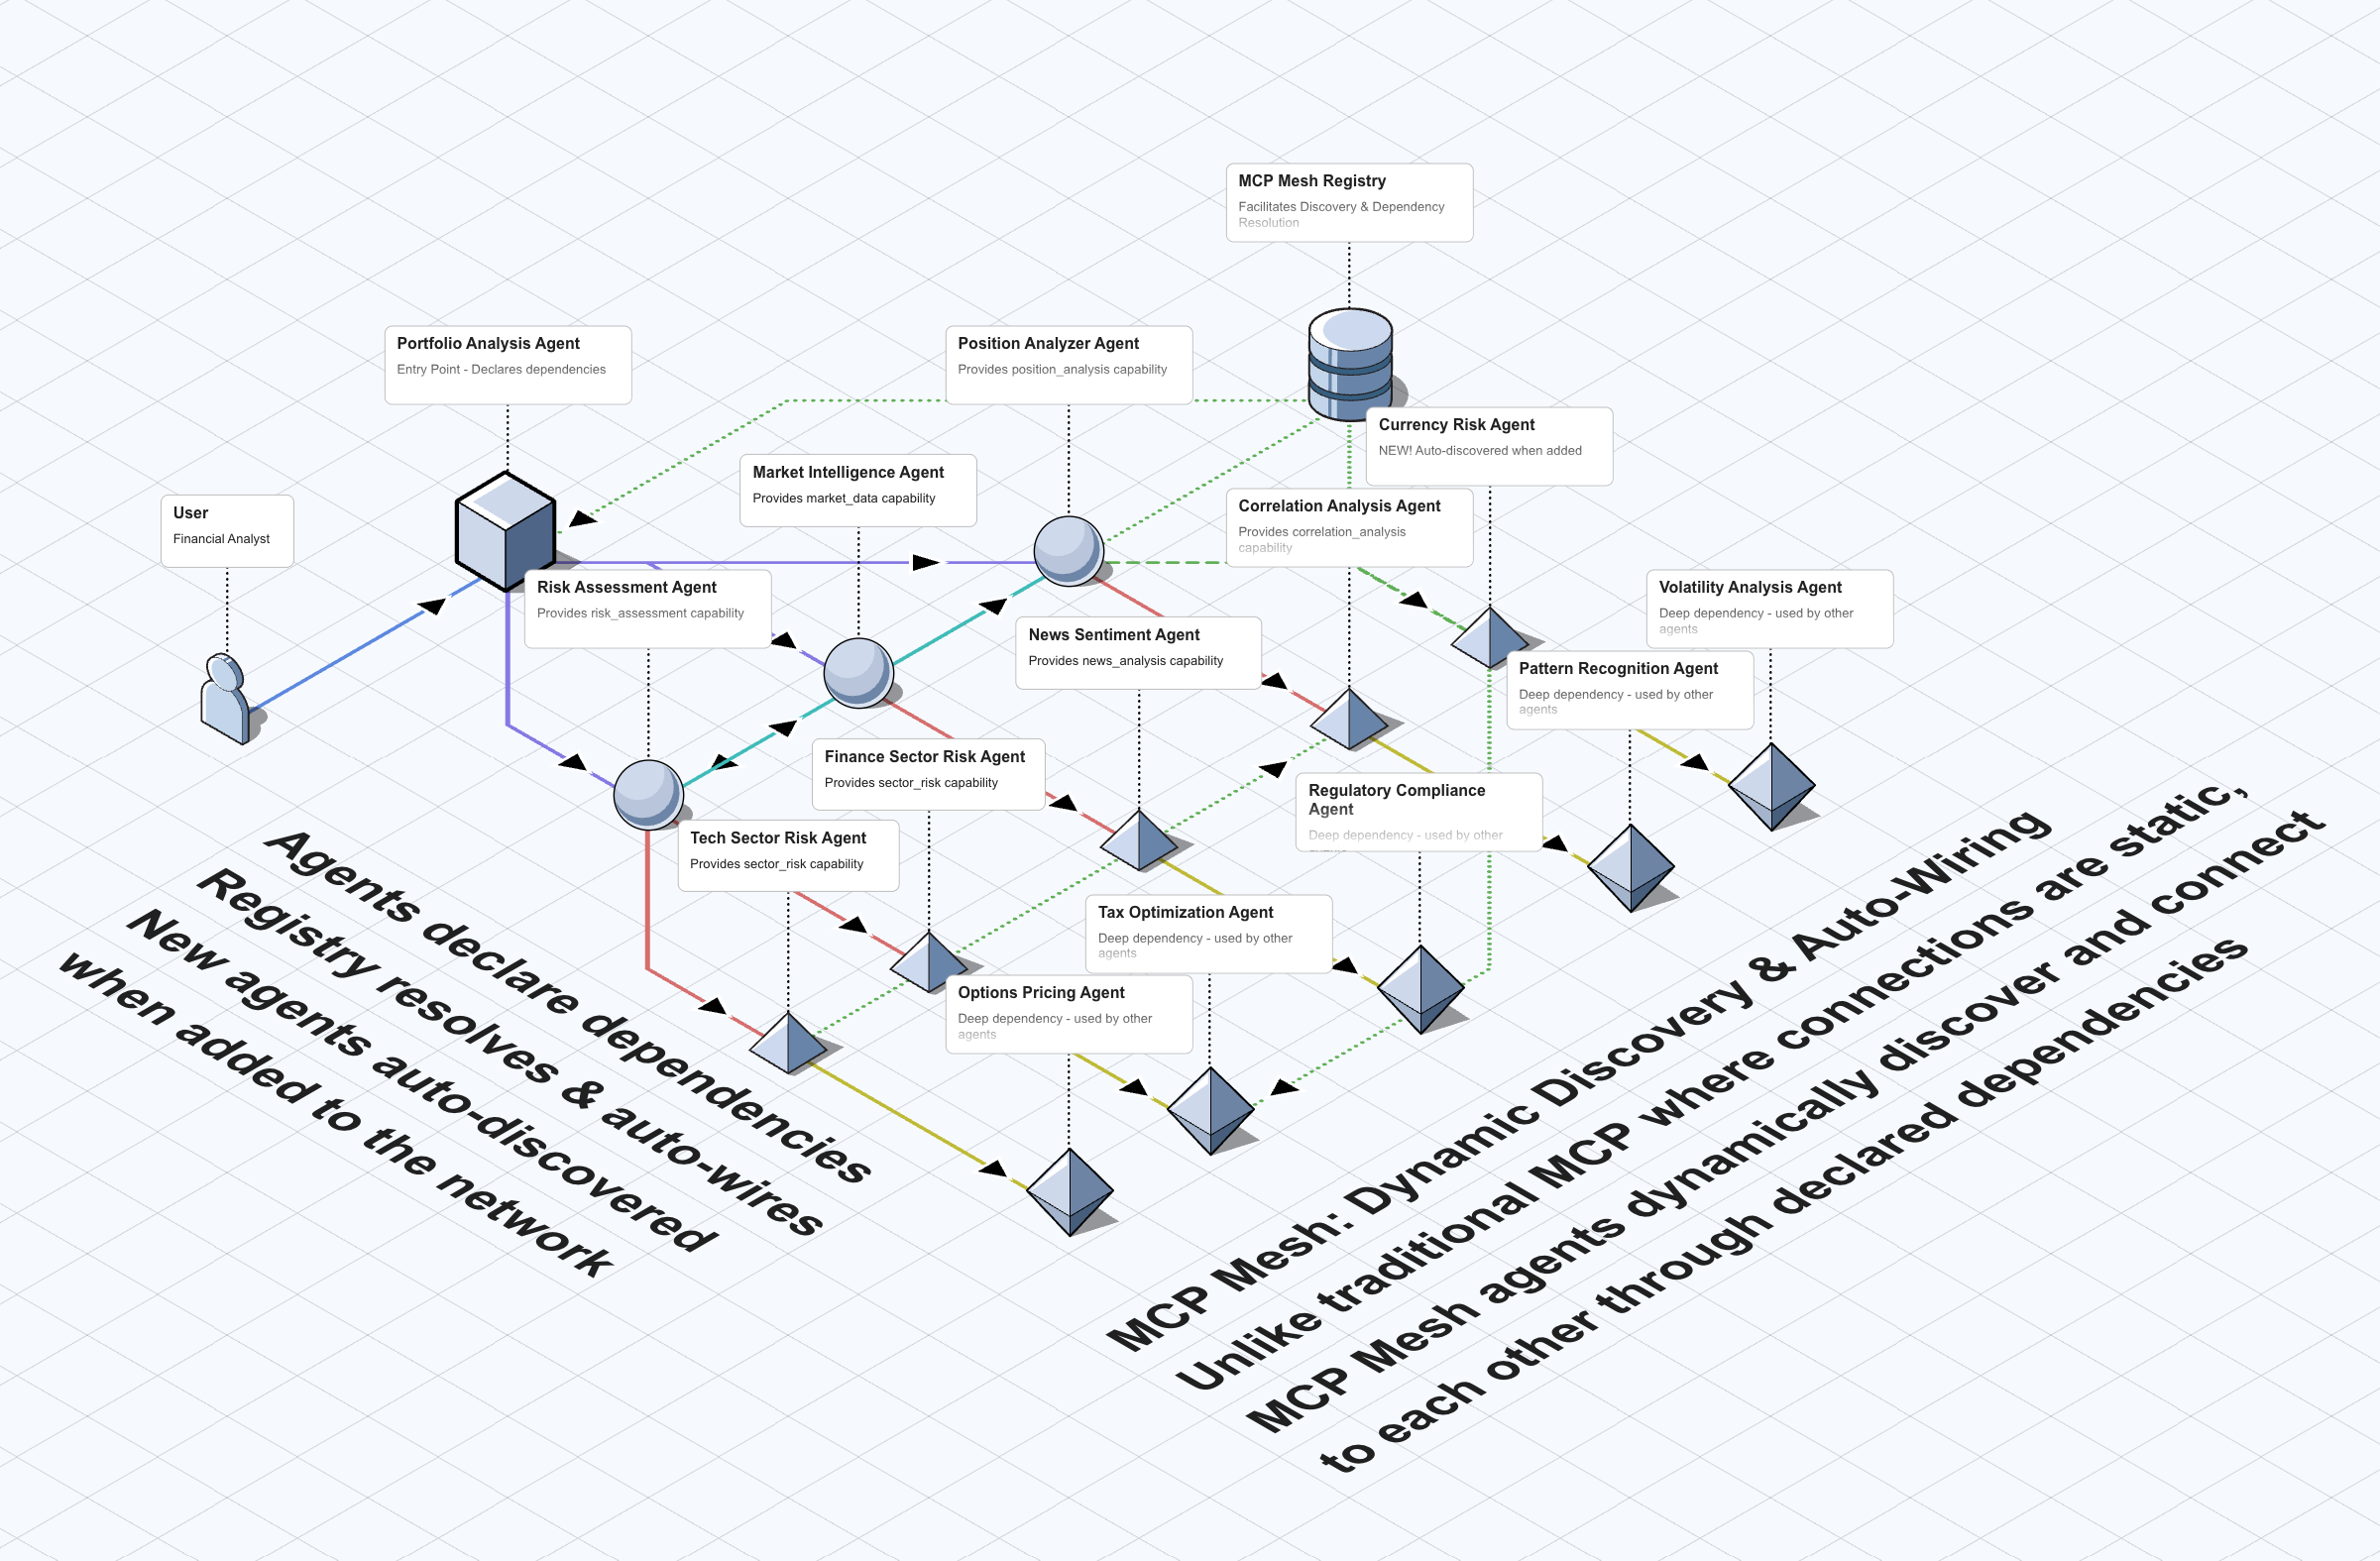 MCP Mesh Registry
Facilitates Discovery & Dependency
Resolution
Portfolio Analysis Agent
Entry Point - Declares dependencies
Position Analyzer Agent
Provides position_analysis capability
Currency Risk Agent
NEW! Auto-discovered when added
Market Intelligence Agent
Provides market_data capability
User
Financial Analyst
Correlation Analysis Agent
Provides correlation_analysis
capability
Risk Assessment Agent
Provides risk_assessment capability
Volatility Analysis Agent
Deep dependency - used by other
agents
News Sentiment Agent
Provides news_analysis capability
Pattern Recognition Agent
Deep dependency - used by other
agents
Finance Sector Risk Agent
Provides sector_risk capability
Regulatory Compliance
Agent
Deep dependency - used by other
Tech Sector Risk Agent
Provides sector_risk capability
Tax Optimization Agent
Deep dependency - used by other
agents
Options Pricing Agent
Deep dependency - used by other
agents
Agents declare dependencies
Registry resolves & auto-wires
New agents auto-discovered
when added to the network
MCP Mesh: Dynamic Discovery & Auto-Wiring
Unlike traditional MCP where connections are static,
MCP Mesh agents dynamically discover and connect
to each other through declared dependencies